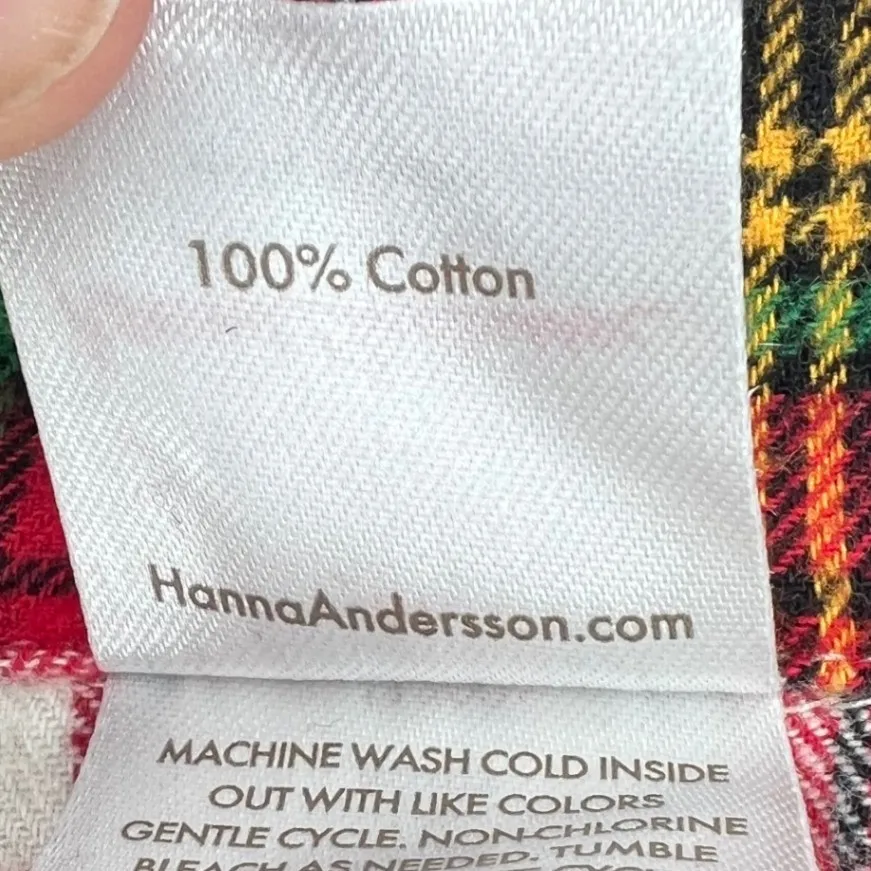 100% Cotton
HannaAndersson.com
MACHINE WASH COLD INSIDE
OUT WITH LIKE COLORS
GENTLE CYCLE. NON-CHLORINE
BLEACH AS NEEDED. TUMBLE